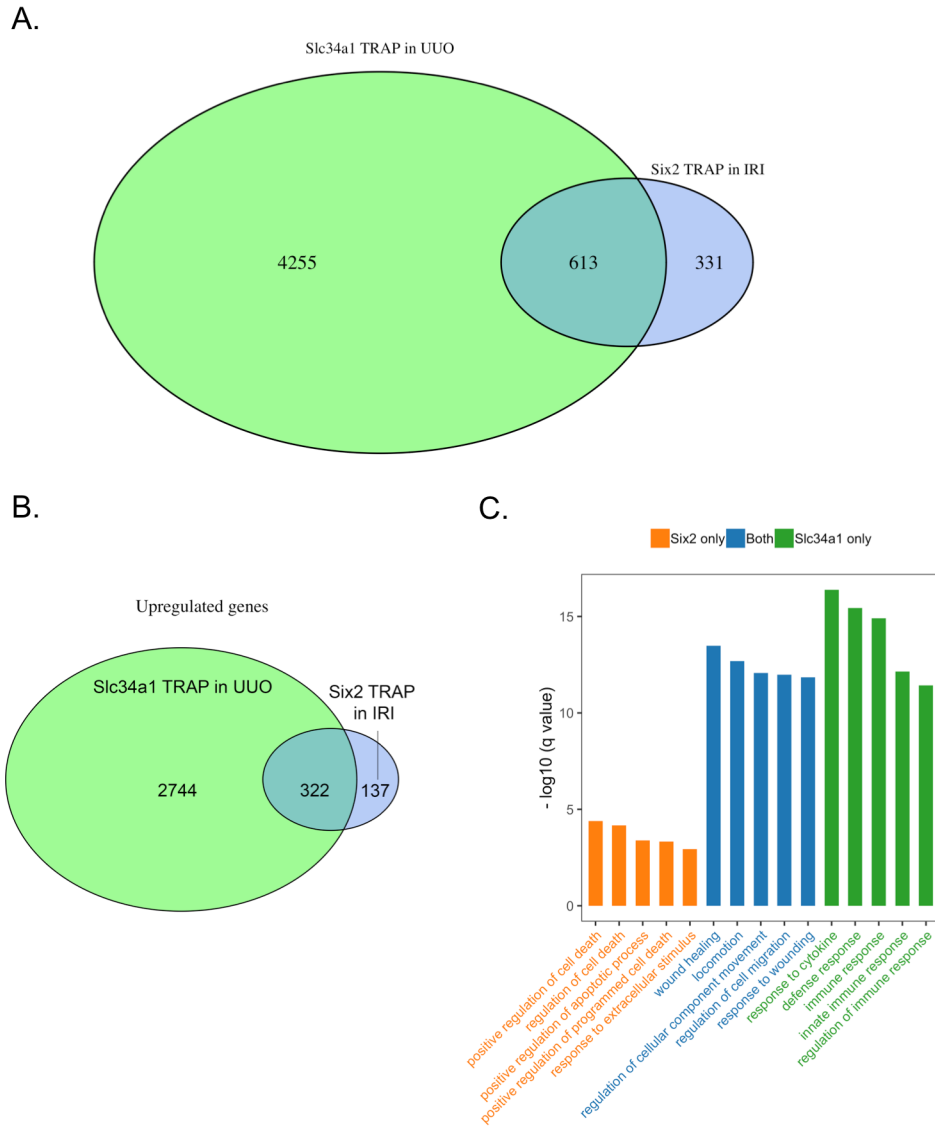 A.
Slc34a1 TRAP in UUO
Six2 TRAP in IRI
4255
613
331
B.
Upregulated genes
Slc34a1 TRAP in UUO
Six2 TRAP
in IRI
2744
322
137
C.
Six2 only Both Slc34a1 only
- log10 (q value)
15
10
5
0
positive regulation of cell death
regulation of cell death
positive regulation of apoptotic process
positive regulation of programmed cell death
response to extracellular stimulus
wound healing
locomotion
regulation of cellular component movement
regulation of cell migration
response to wounding
response to cytokine
defense response
immune response
innate immune response
regulation of immune response